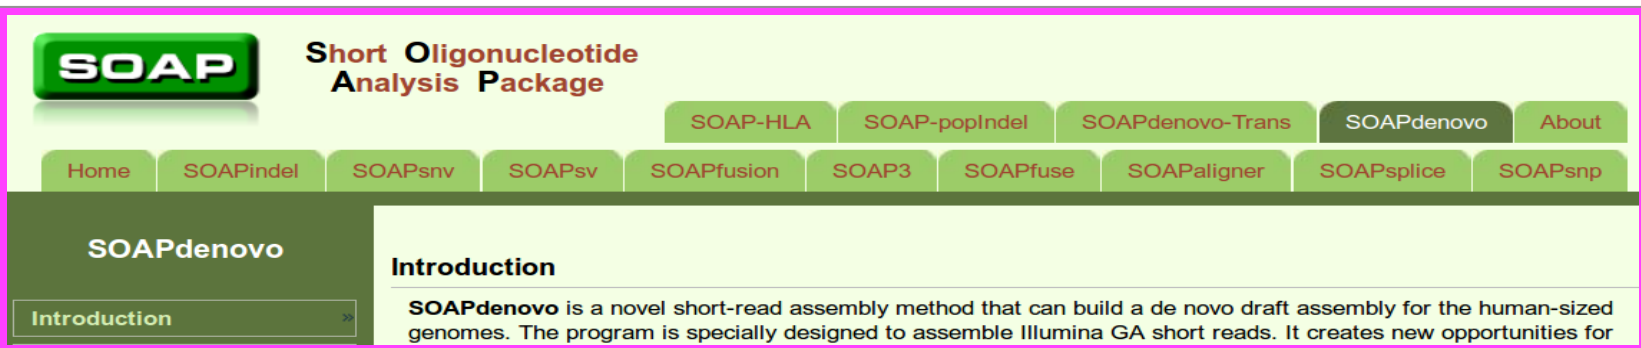 SOAP
Short Oligonucleotide
Analysis Package
SOAP-HLA SOAP-popIndel SOAPdenovo-Trans SOAPdenovo About
Home SOAPindel SOAPsnv SOAPsv SOAPfusion SOAP3 SOAPfuse SOAPaligner SOAPsplice SOAPsnp
SOAPdenovo
Introduction »
Introduction
SOAPdenovo is a novel short-read assembly method that can build a de novo draft assembly for the human-sized
genomes. The program is specially designed to assemble Illumina GA short reads. It creates new opportunities for